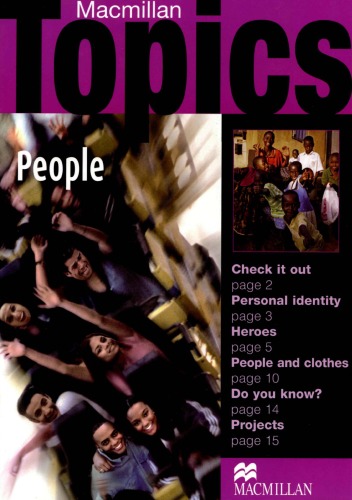 Macmillan
Topics
People
Check it out
page 2
Personal identity
page 3
Heroes
page 5
People and clothes
page 10
Do you know?
page 14
Projects
page 15
MACMILLAN